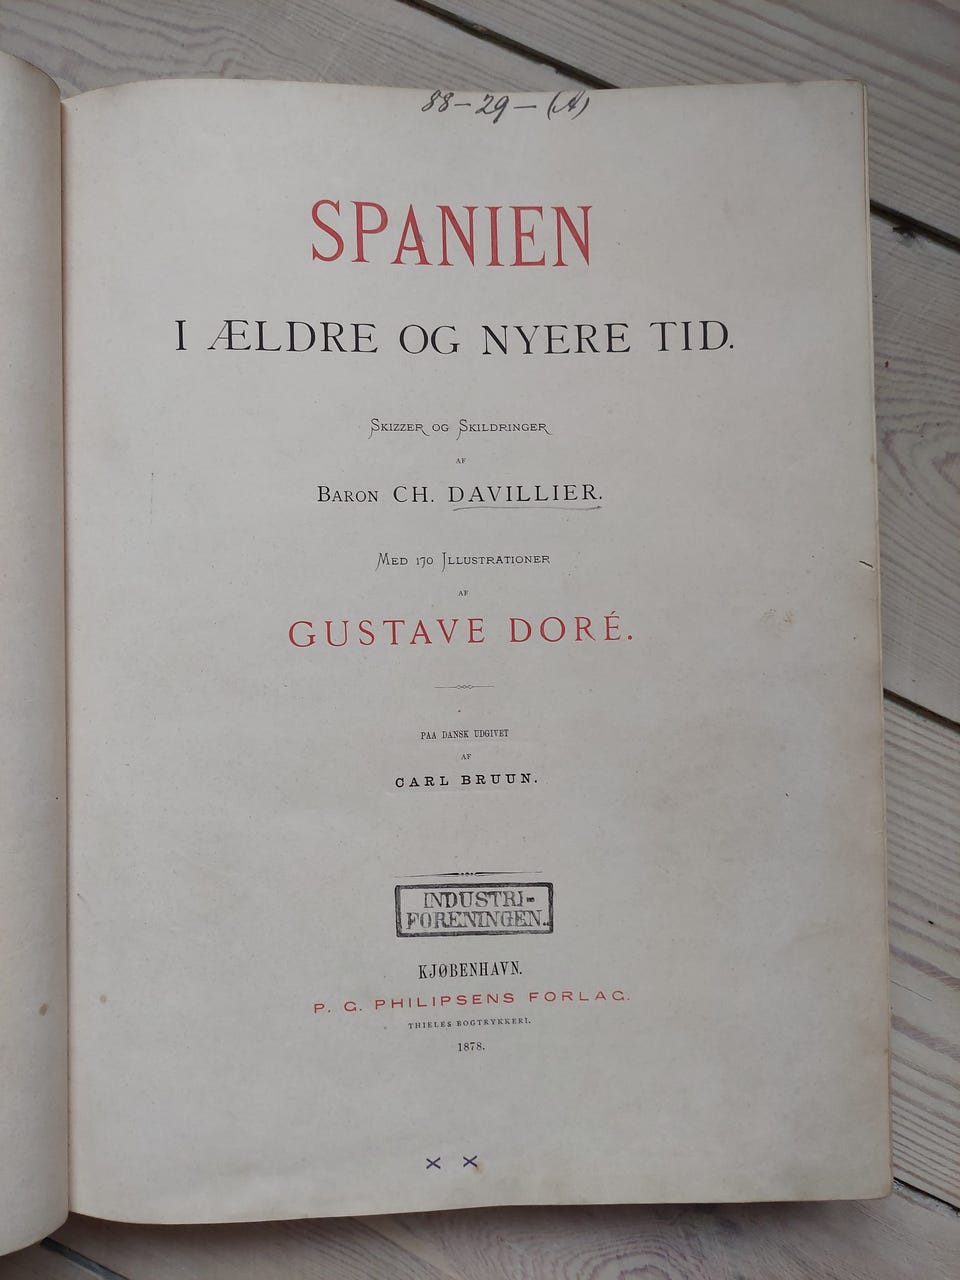 88-29-(A)
SPANIEN
I ÆLDRE OG NYERE TID.
SKIZZER OG SKILDRINGER
AF
BARON CH. DAVILLIER.
MED 170 ILLUSTRATIONER
AF
GUSTAVE DORÉ.
PAA DANSK UDGIVET
AF
CARL BRUUN.
INDUSTRI-
FORENINGEN.
KJØBENHAVN.
P. G. PHILIPSENS FORLAG.
THIELES BOGTRYKKERI.
1878.
x x